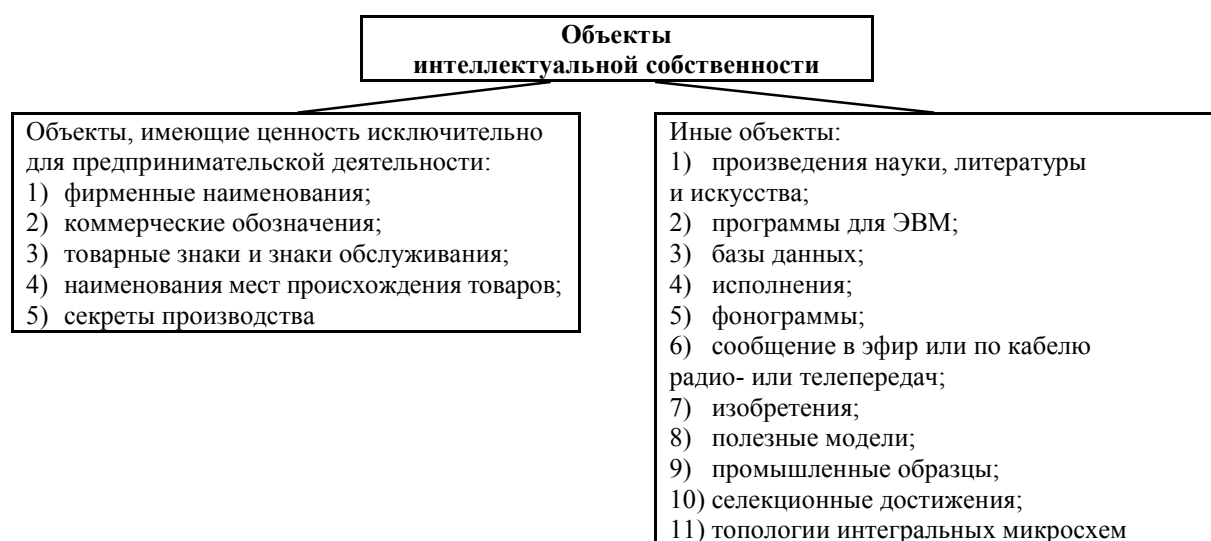 Объекты
интеллектуальной собственности
Объекты, имеющие ценность исключительно
для предпринимательской деятельности:
1) фирменные наименования;
2) коммерческие обозначения;
3) товарные знаки и знаки обслуживания;
4) наименования мест происхождения товаров;
5) секреты производства
Иные объекты:
1) произведения науки, литературы
и искусства;
2) программы для ЭВМ;
3) базы данных;
4) исполнения;
5) фонограммы;
6) сообщение в эфир или по кабелю
радио- или телепередач;
7) изобретения;
8) полезные модели;
9) промышленные образцы;
10) селекционные достижения;
11) топологии интегральных микросхем